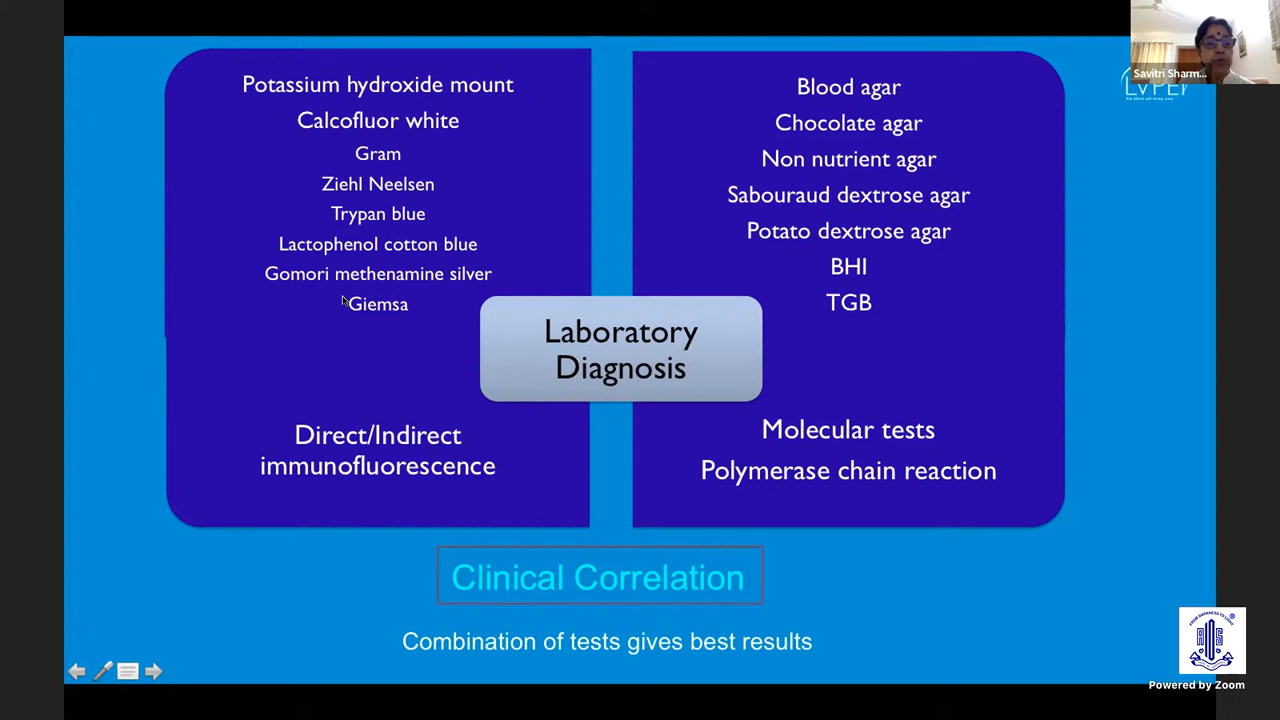 Potassium hydroxide mount
Calcofluor white
Gram
Ziehl Neelsen
Trypan blue
Lactophenol cotton blue
Gomori methenamine silver
Giemsa
Blood agar
Chocolate agar
Non nutrient agar
Sabouraud dextrose agar
Potato dextrose agar
BHI
TGB
Laboratory
Diagnosis
Direct/Indirect
immunofluorescence
Molecular tests
Polymerase chain reaction
Clinical Correlation
Combination of tests gives best results
Savitri Sharm...
LVPEI
Powered by Zoom